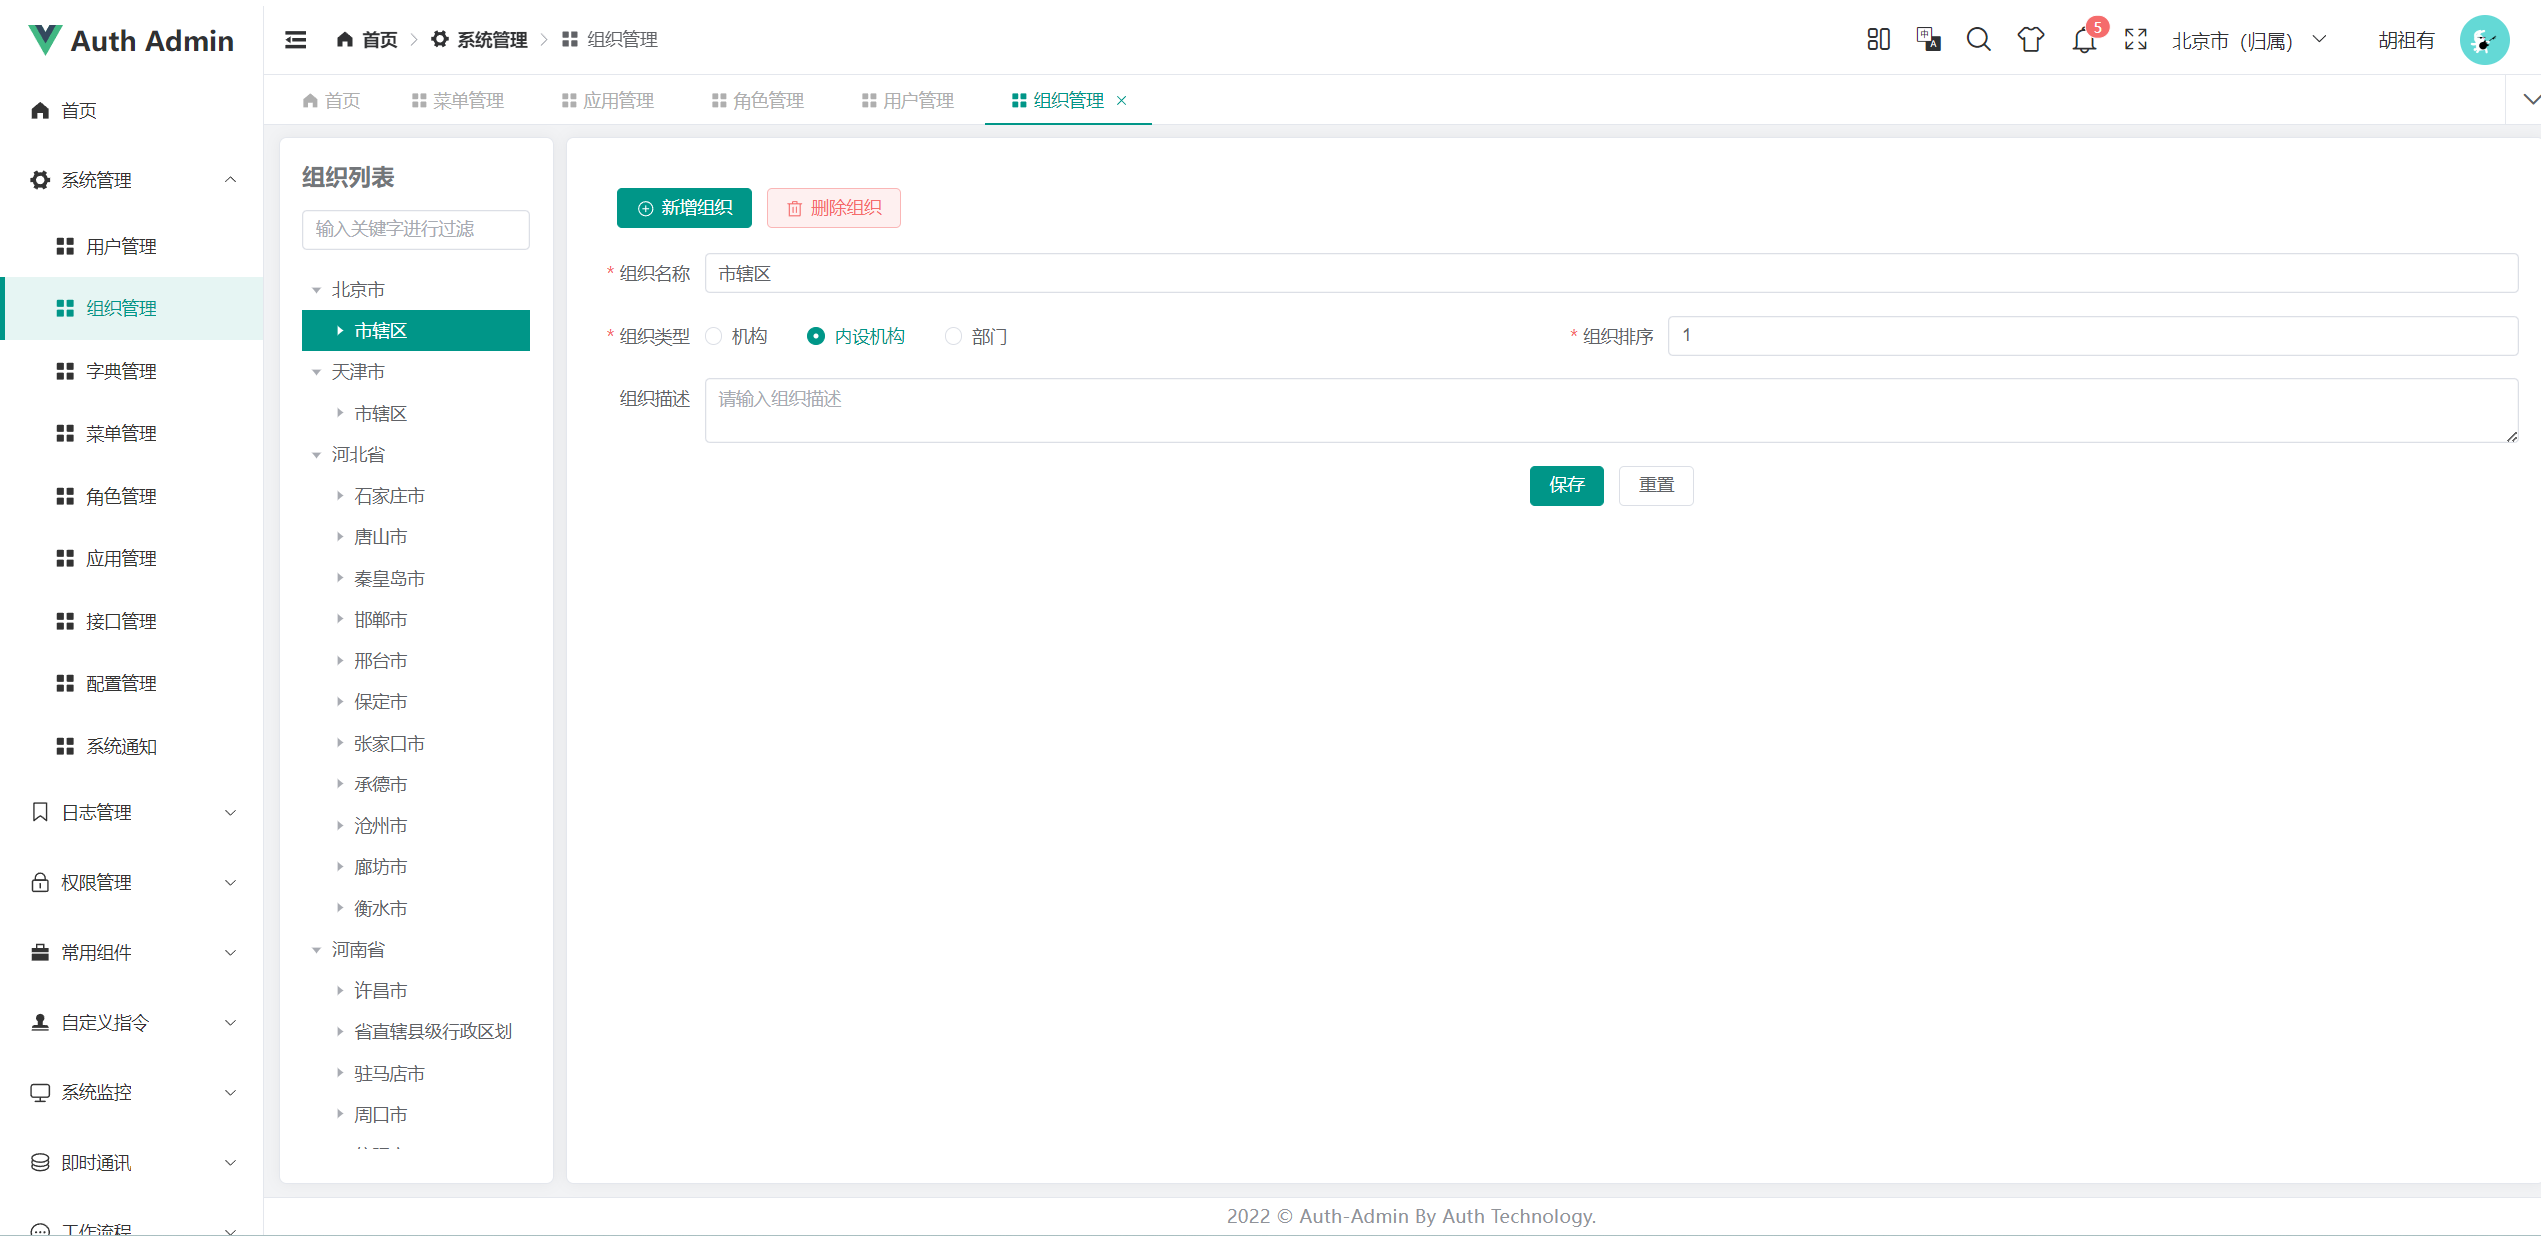 Auth Admin
首页
系统管理
用户管理
组织管理
字典管理
菜单管理
角色管理
应用管理
接口管理
配置管理
系统通知
日志管理
权限管理
常用组件
自定义指令
系统监控
即时通讯
工作流程
首页 系统管理 组织管理
中 A 5 北京市（归属） 胡祖有
首页 菜单管理 应用管理 角色管理 用户管理 组织管理
组织列表
输入关键字进行过滤
北京市
市辖区
天津市
市辖区
河北省
石家庄市
唐山市
秦皇岛市
邯郸市
邢台市
保定市
张家口市
承德市
沧州市
廊坊市
衡水市
河南省
许昌市
省直辖县级行政区划
驻马店市
周口市
新增组织 删除组织
* 组织名称 市辖区
* 组织类型 机构 内设机构 部门 * 组织排序 1
组织描述 请输入组织描述
保存 重置
2022 © Auth-Admin By Auth Technology.